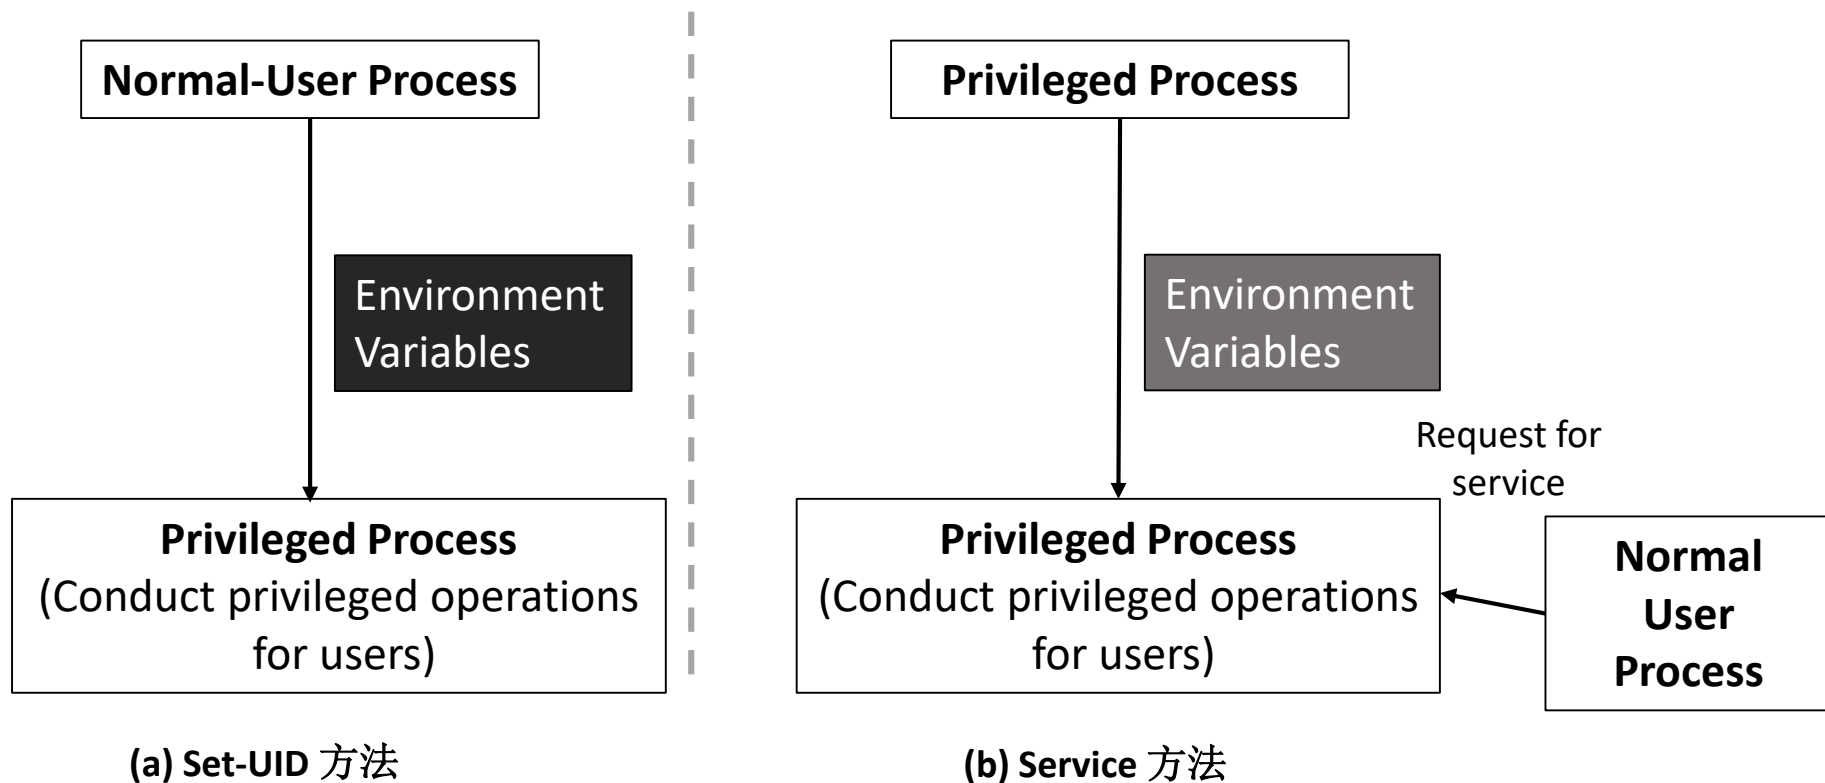 Normal-User Process
Environment
Variables
Privileged Process
(Conduct privileged operations
for users)
(a) Set-UID 方法
Privileged Process
Environment
Variables
Request for
service
Privileged Process
(Conduct privileged operations
for users)
Normal
User
Process
(b) Service 方法